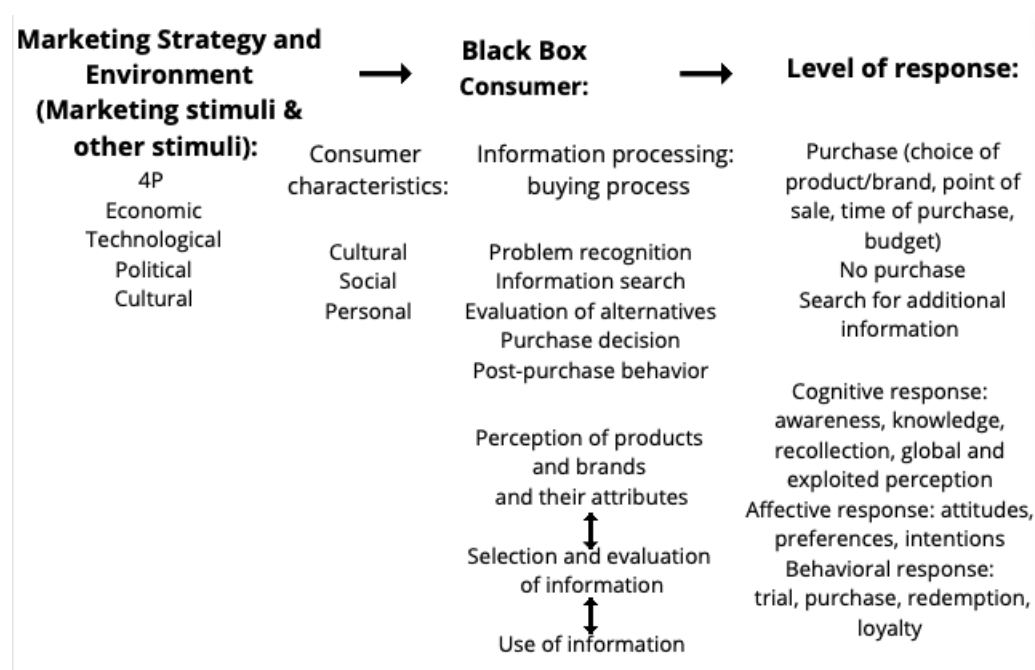 Marketing Strategy and
Environment
(Marketing stimuli &
other stimuli):
4P
Economic
Technological
Political
Cultural
Consumer
characteristics:
Cultural
Social
Personal
Black Box
Consumer:
Information processing:
buying process
Problem recognition
Information search
Evaluation of alternatives
Purchase decision
Post-purchase behavior
Perception of products
and brands
and their attributes
Selection and evaluation
of information
Use of information
Level of response:
Purchase (choice of
product/brand, point of
sale, time of purchase,
budget)
No purchase
Search for additional
information
Cognitive response:
awareness, knowledge,
recollection, global and
exploited perception
Affective response: attitudes,
preferences, intentions
Behavioral response:
trial, purchase, redemption,
loyalty